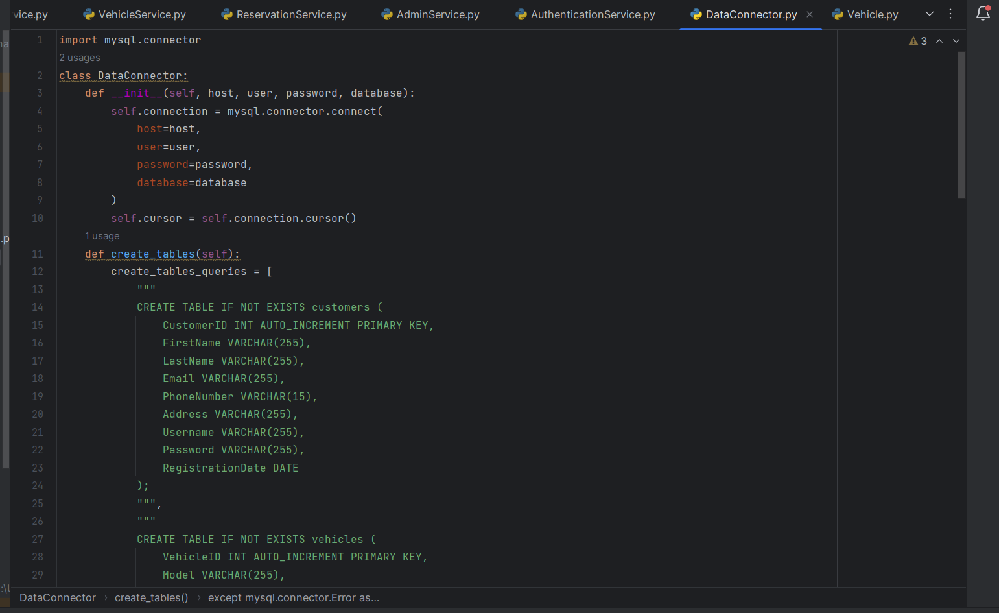 vice.py VehicleService.py ReservationService.py AdminService.py AuthenticationService.py DataConnector.py Vehicle.py
3
1 import mysql.connector
2 usages
2 class DataConnector:
3 def __init__(self, host, user, password, database):
4 self.connection = mysql.connector.connect(
5 host=host,
6 user=user,
7 password=password,
8 database=database
9 )
10 self.cursor = self.connection.cursor()
1 usage
11 def create_tables(self):
12 create_tables_queries = [
13 """
14 CREATE TABLE IF NOT EXISTS customers (
15 CustomerID INT AUTO_INCREMENT PRIMARY KEY,
16 FirstName VARCHAR(255),
17 LastName VARCHAR(255),
18 Email VARCHAR(255),
19 PhoneNumber VARCHAR(15),
20 Address VARCHAR(255),
21 Username VARCHAR(255),
22 Password VARCHAR(255),
23 RegistrationDate DATE
24 );
25 """,
26 """
27 CREATE TABLE IF NOT EXISTS vehicles (
28 VehicleID INT AUTO_INCREMENT PRIMARY KEY,
29 Model VARCHAR(255),
DataConnector › create_tables() › except mysql.connector.Error as...